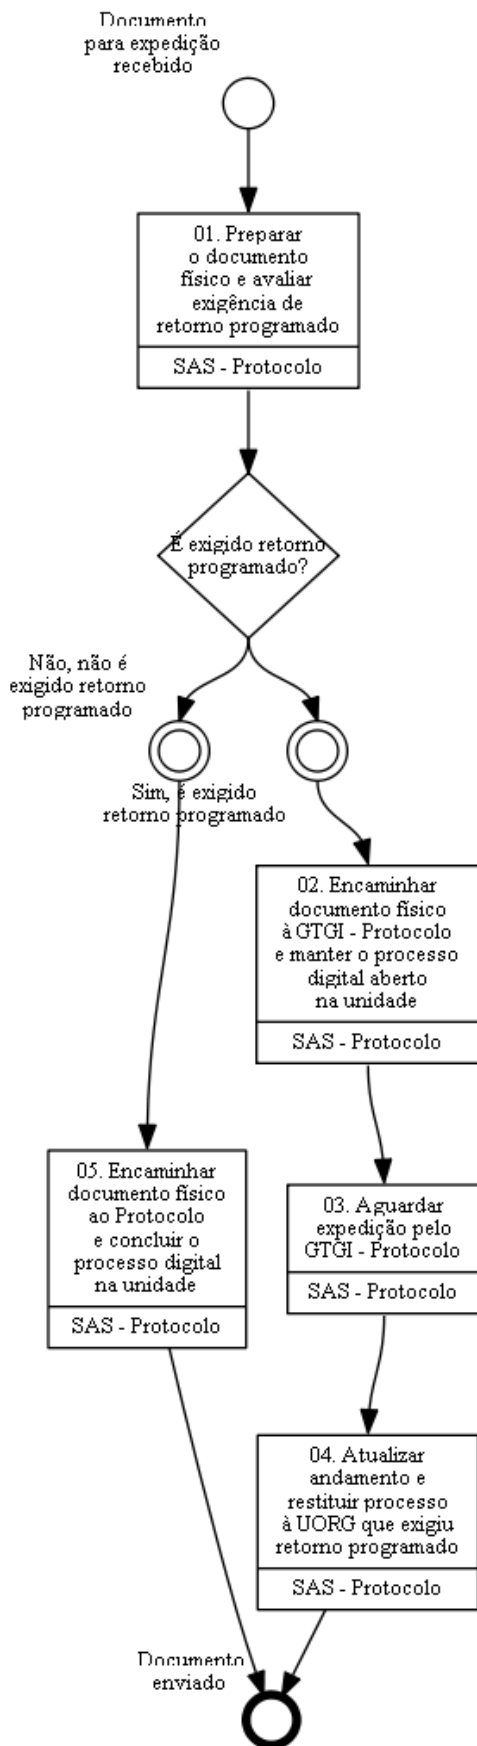 Documento
para expedição
recebido
01. Preparar
o documento
físico e avaliar
exigência de
retorno programado
SAS - Protocolo
É exigido retorno
programado?
Não, não é
exigido retorno
programado
Sim, é exigido
retorno programado
02. Encaminhar
documento físico
à GTGI - Protocolo
e manter o processo
digital aberto
na unidade
SAS - Protocolo
05. Encaminhar
documento físico
ao Protocolo
e concluir o
processo digital
na unidade
SAS - Protocolo
03. Aguardar
expedição pelo
GTGI - Protocolo
SAS - Protocolo
04. Atualizar
andamento e
restituir processo
à UORG que exigiu
retorno programado
SAS - Protocolo
Documento
enviado